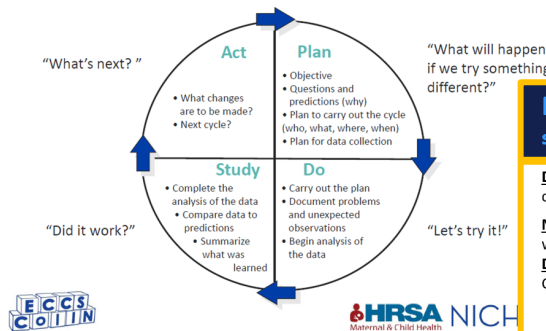 Act
Plan
"What's next? "
"What will happen
if we try something
different?"
• What changes
are to be made?
• Next cycle?
• Objective
• Questions and
predictions (why)
• Plan to carry out the cycle
(who, what, where, when)
• Plan for data collection
Study
Do
• Complete the
analysis of the data
• Compare data to
predictions
• Summarize
what was
learned
• Carry out the plan
• Document problems
and unexpected
observations
• Begin analysis of
the data
"Did it work?"
"Let's try it!"
ECCS
CoIIN
HRSA
Maternal & Child Health
NICH